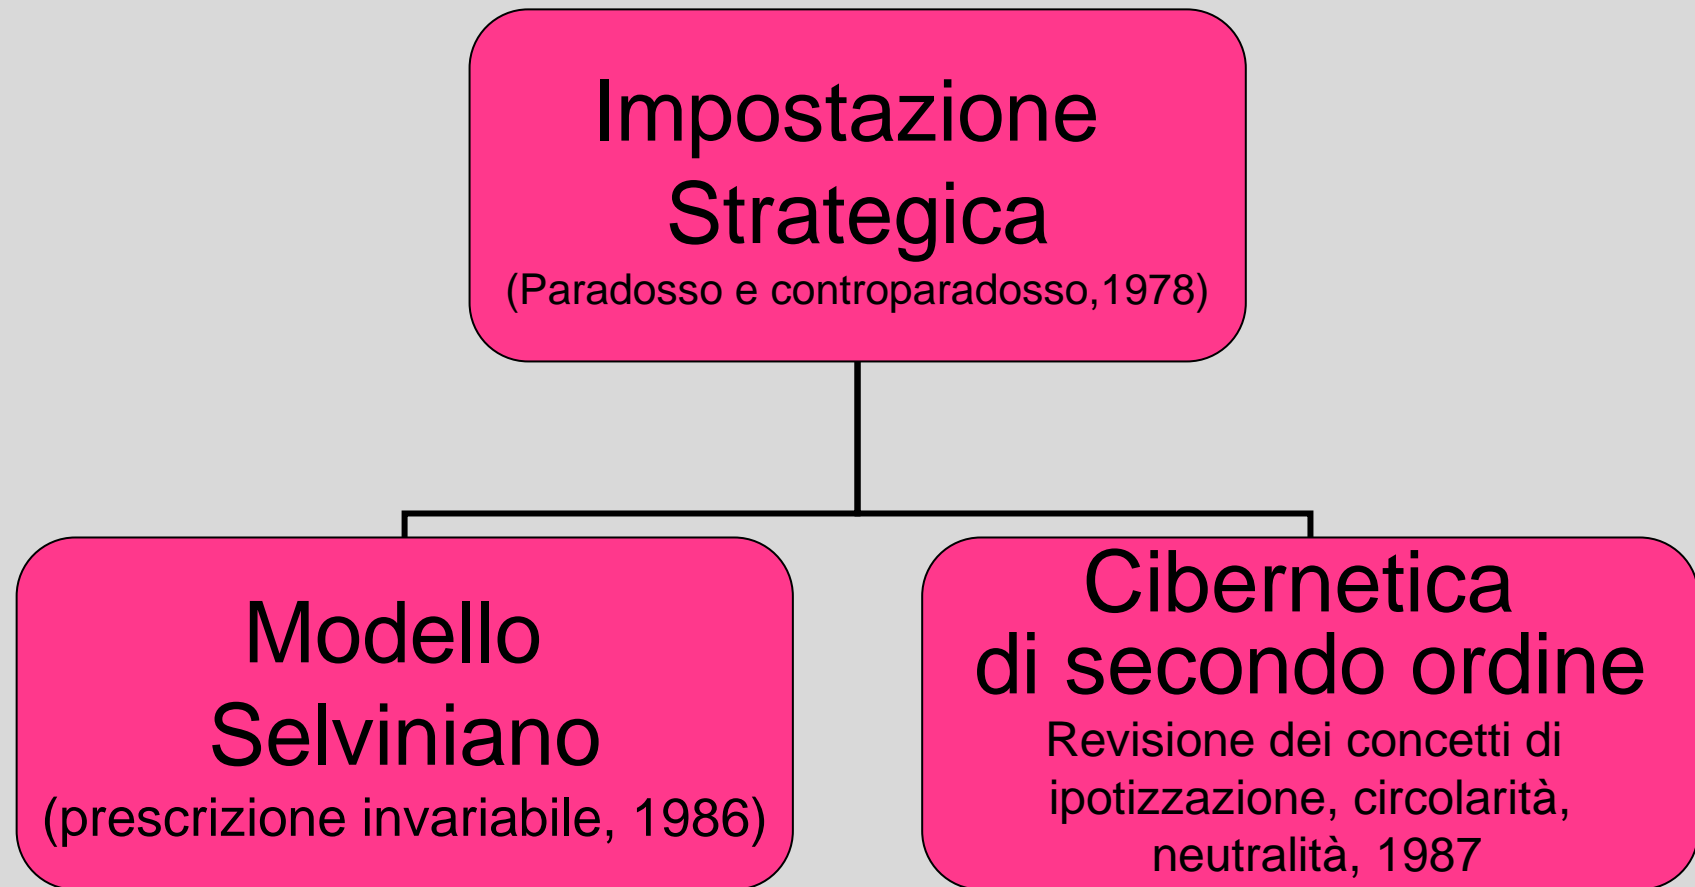 Impostazione
Strategica
(Paradosso e controparadosso,1978)
Modello
Selviniano
(prescrizione invariabile, 1986)
Cibernetica
di secondo ordine
Revisione dei concetti di
ipotizzazione, circolarità,
neutralità, 1987